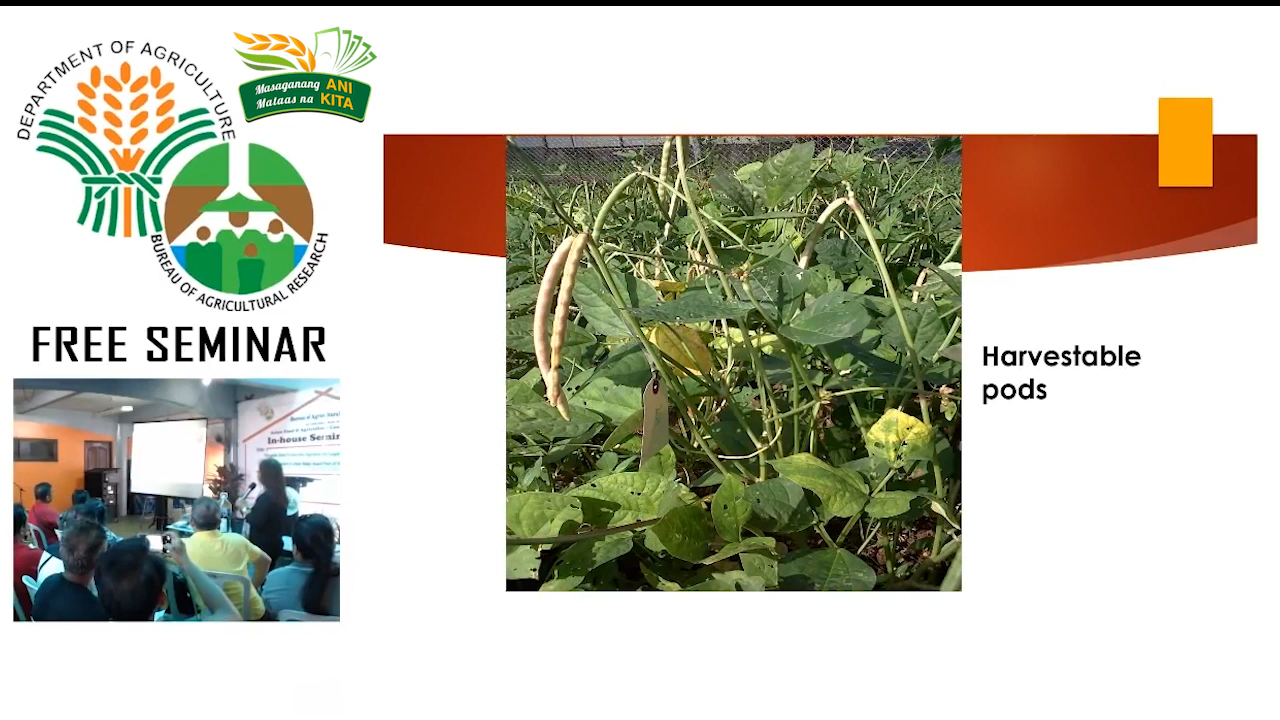 DEPARTMENT OF AGRICULTURE
Masaganang ANI
Mataas na KITA
BUREAU OF AGRICULTURAL RESEARCH
FREE SEMINAR
In-house Semin
Harvestable
pods